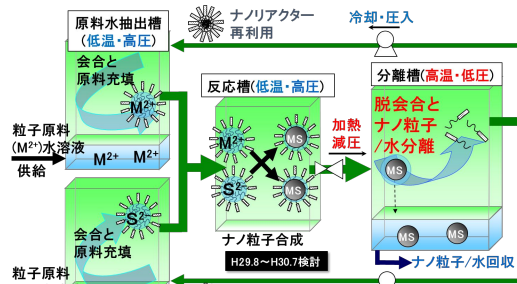 原料水抽出槽
(低温・高圧)
ナノリアクター
再利用
冷却・圧入
会合と
原料充填
M²⁺
反応槽(低温・高圧)
分離槽(高温・低圧)
脱会合と
ナノ粒子
/水分離
粒子原料
(M²⁺)水溶液
供給
M²⁺ M²⁺
M²⁺
MS
加熱
減圧
MS
S²⁻
MS
S²⁻
会合と
原料充填
ナノ粒子合成
MS MS
H29.8~H30.7検討
粒子原料
ナノ粒子/水回収